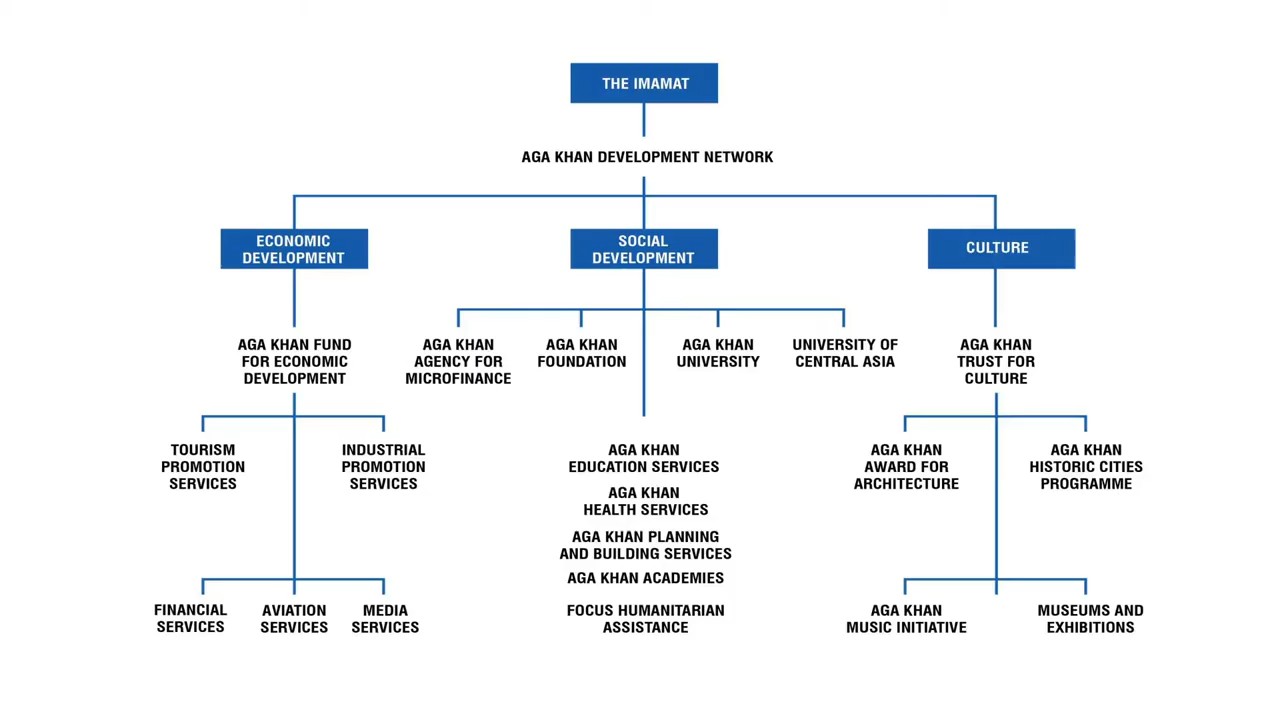 THE IMAMAT
AGA KHAN DEVELOPMENT NETWORK
ECONOMIC
DEVELOPMENT
SOCIAL
DEVELOPMENT
CULTURE
AGA KHAN FUND
FOR ECONOMIC
DEVELOPMENT
AGA KHAN
AGENCY FOR
MICROFINANCE
AGA KHAN
FOUNDATION
AGA KHAN
UNIVERSITY
UNIVERSITY OF
CENTRAL ASIA
AGA KHAN
TRUST FOR
CULTURE
TOURISM
PROMOTION
SERVICES
INDUSTRIAL
PROMOTION
SERVICES
AGA KHAN
EDUCATION SERVICES
AGA KHAN
HEALTH SERVICES
AGA KHAN PLANNING
AND BUILDING SERVICES
AGA KHAN ACADEMIES
FOCUS HUMANITARIAN
ASSISTANCE
AGA KHAN
AWARD FOR
ARCHITECTURE
AGA KHAN
HISTORIC CITIES
PROGRAMME
FINANCIAL
SERVICES
AVIATION
SERVICES
MEDIA
SERVICES
AGA KHAN
MUSIC INITIATIVE
MUSEUMS AND
EXHIBITIONS